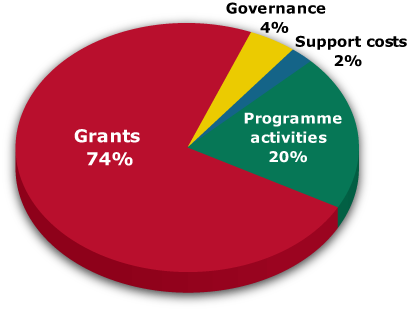 Governance
4%
Support costs
2%
Grants
74%
Programme
activities
20%